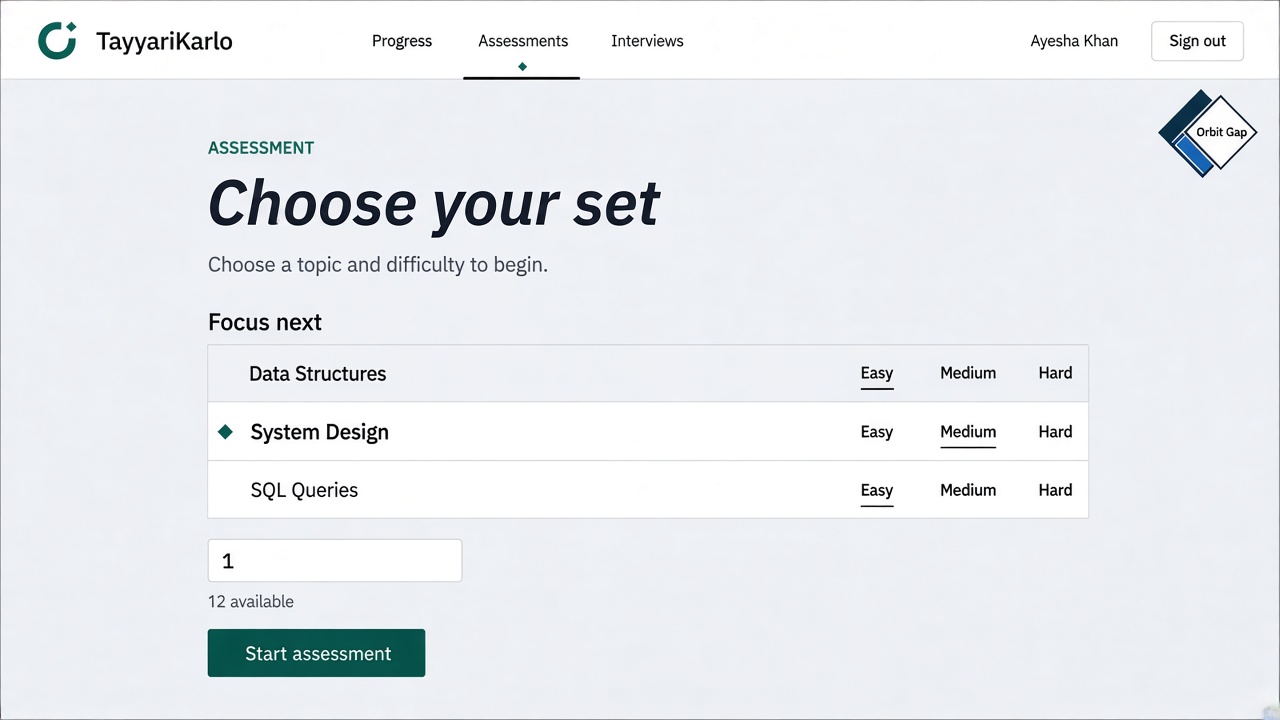 TayyariKarlo
Progress
Assessments
Interviews
Ayesha Khan
Sign out
Orbit Gap
ASSESSMENT
Choose your set
Choose a topic and difficulty to begin.
Focus next
Data Structures Easy Medium Hard
System Design Easy Medium Hard
SQL Queries Easy Medium Hard
1
12 available
Start assessment